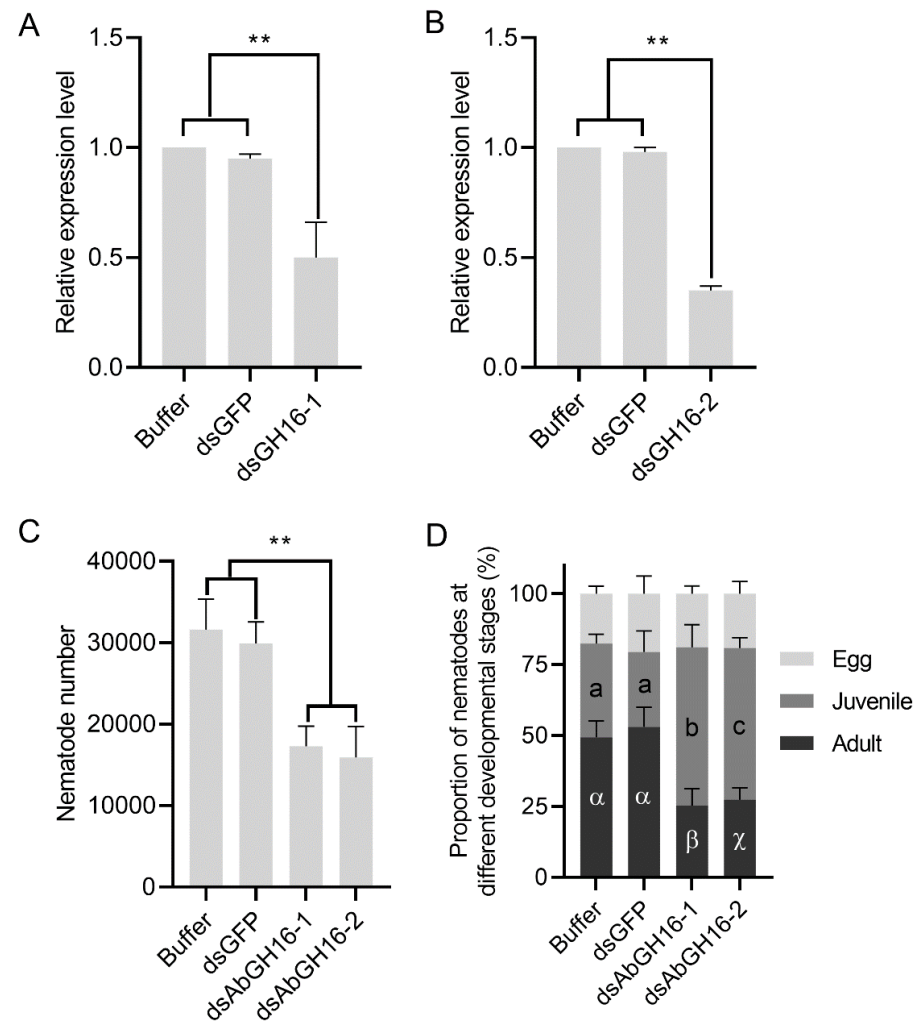 A
Relative expression level
1.5
1.0
0.5
0.0
**
Buffer
dsGFP
dsGH16-1
B
Relative expression level
1.5
1.0
0.5
0.0
**
Buffer
dsGFP
dsGH16-2
C
Nematode number
40000
30000
20000
10000
0
**
Buffer
dsGFP
dsAbGH16-1
dsAbGH16-2
D
Proportion of nematodes at
different developmental stages (%)
100
75
50
25
0
a
a
b
c
α
α
β
χ
Buffer
dsGFP
dsAbGH16-1
dsAbGH16-2
Egg
Juvenile
Adult